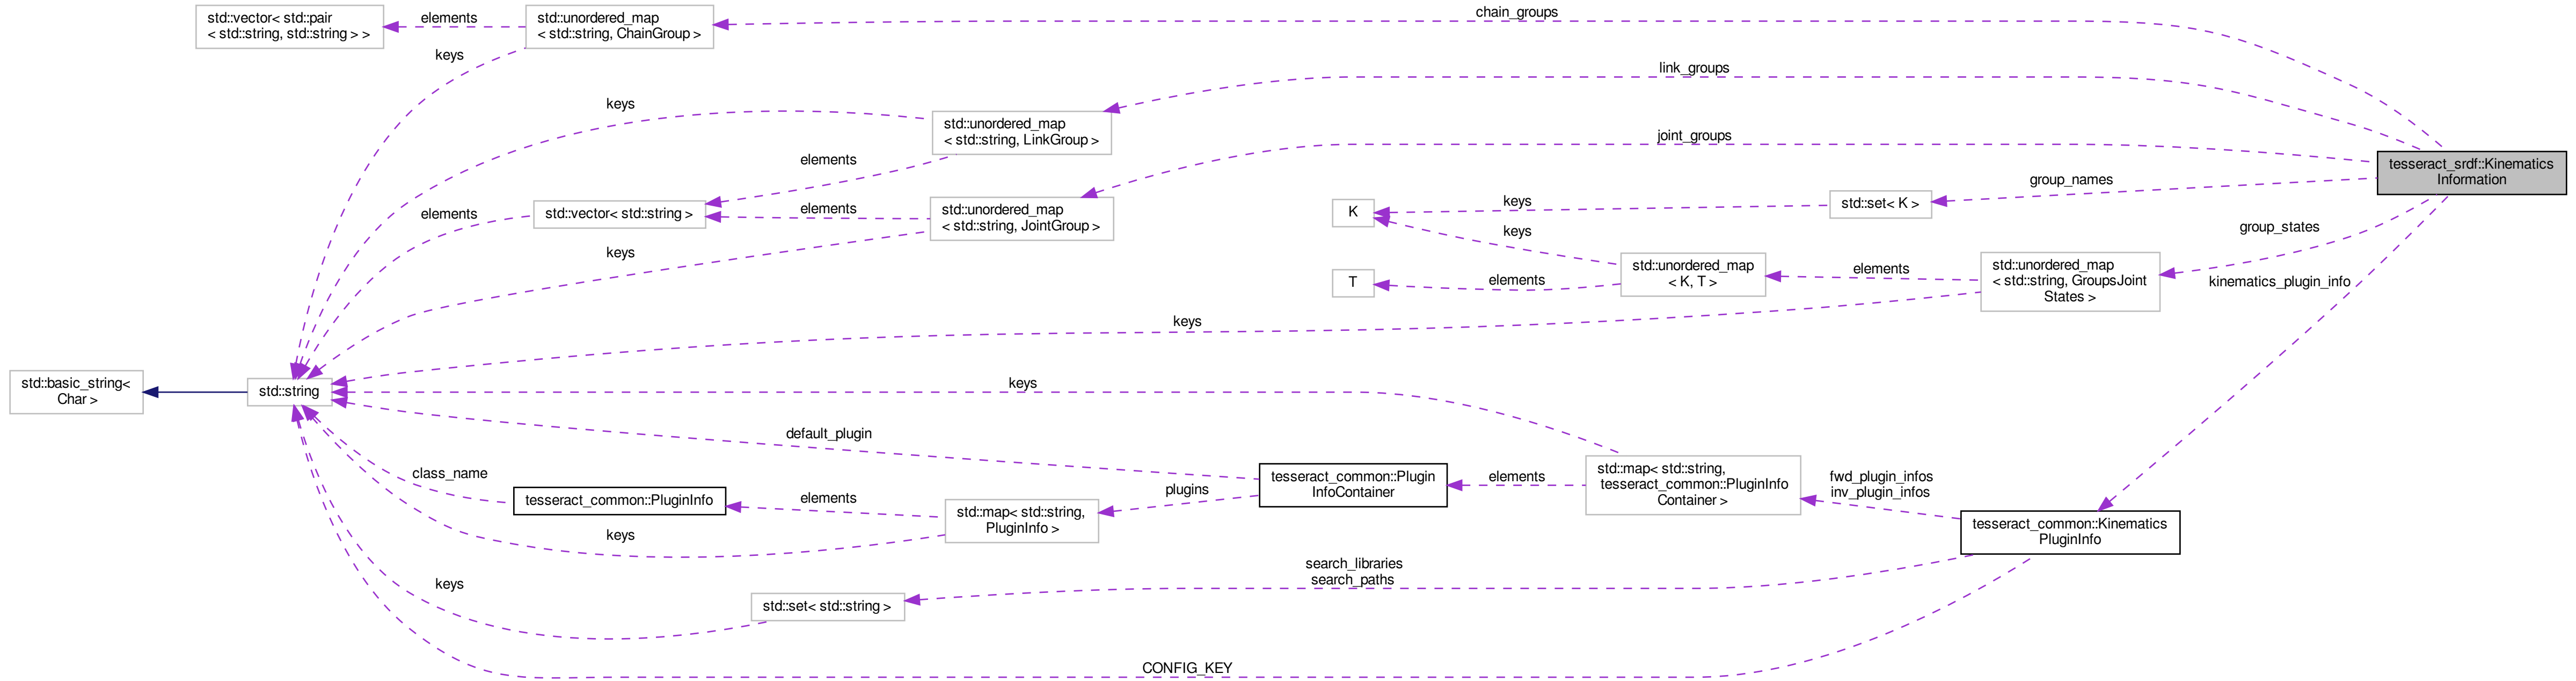 chain_groups
std::vector< std::pair
< std::string, std::string > >
elements
std::unordered_map
< std::string, ChainGroup >
keys
link_groups
keys
std::unordered_map
< std::string, LinkGroup >
joint_groups
elements
tesseract_srdf::Kinematics
Information
group_names
std::vector< std::string >
elements
elements
std::unordered_map
< std::string, JointGroup >
K
keys
std::set< K >
keys
keys
group_states
T
elements
std::unordered_map
< K, T >
elements
std::unordered_map
< std::string, GroupsJoint
States >
kinematics_plugin_info
keys
std::basic_string<
Char >
std::string
keys
default_plugin
class_name
tesseract_common::PluginInfo
elements
std::map< std::string,
PluginInfo >
plugins
tesseract_common::Plugin
InfoContainer
elements
std::map< std::string,
tesseract_common::PluginInfo
Container >
fwd_plugin_infos
inv_plugin_infos
keys
tesseract_common::Kinematics
PluginInfo
search_libraries
search_paths
keys
std::set< std::string >
CONFIG_KEY